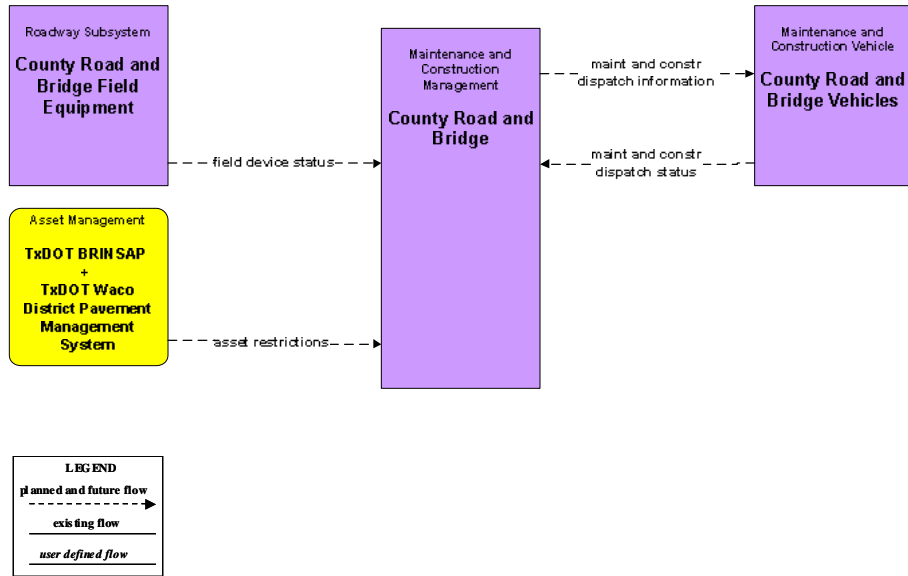 Roadway Subsystem
County Road and
Bridge Field
Equipment
Maintenance and
Construction
Management
County Road and
Bridge
Maintenance and
Construction Vehicle
County Road and
Bridge Vehicles
maint and constr
dispatch information
field device status
maint and constr
dispatch status
Asset Management
TxDOT BRINSAP
+
TxDOT Waco
District Pavement
Management
System
asset restrictions
LEGEND
planned and future flow
existing flow
user defined flow